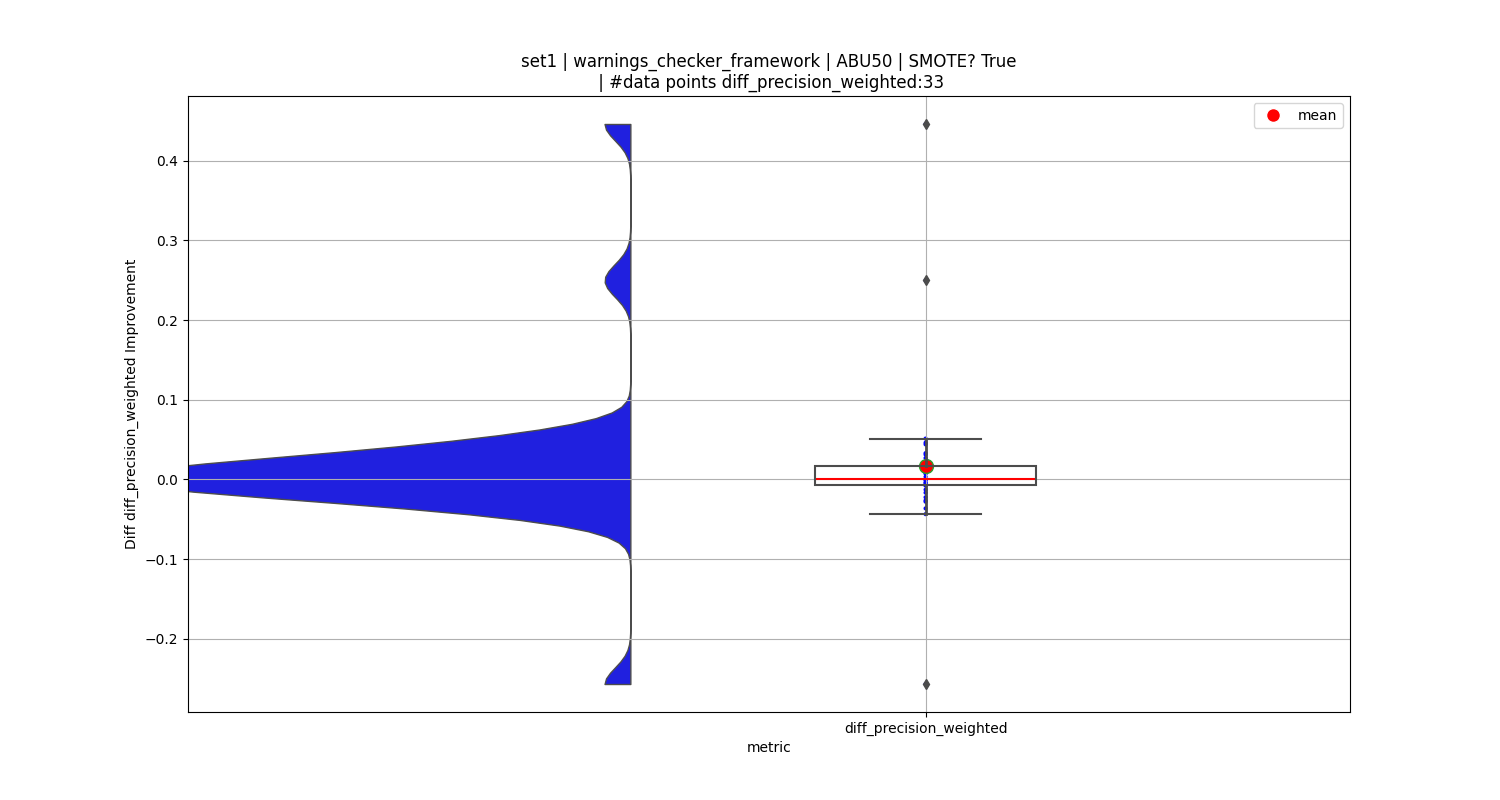 set1 | warnings_checker_framework | ABU50 | SMOTE? True
| #data points diff_precision_weighted:33
mean
Diff diff_precision_weighted Improvement
0.4
0.3
0.2
0.1
0.0
−0.1
−0.2
diff_precision_weighted
metric